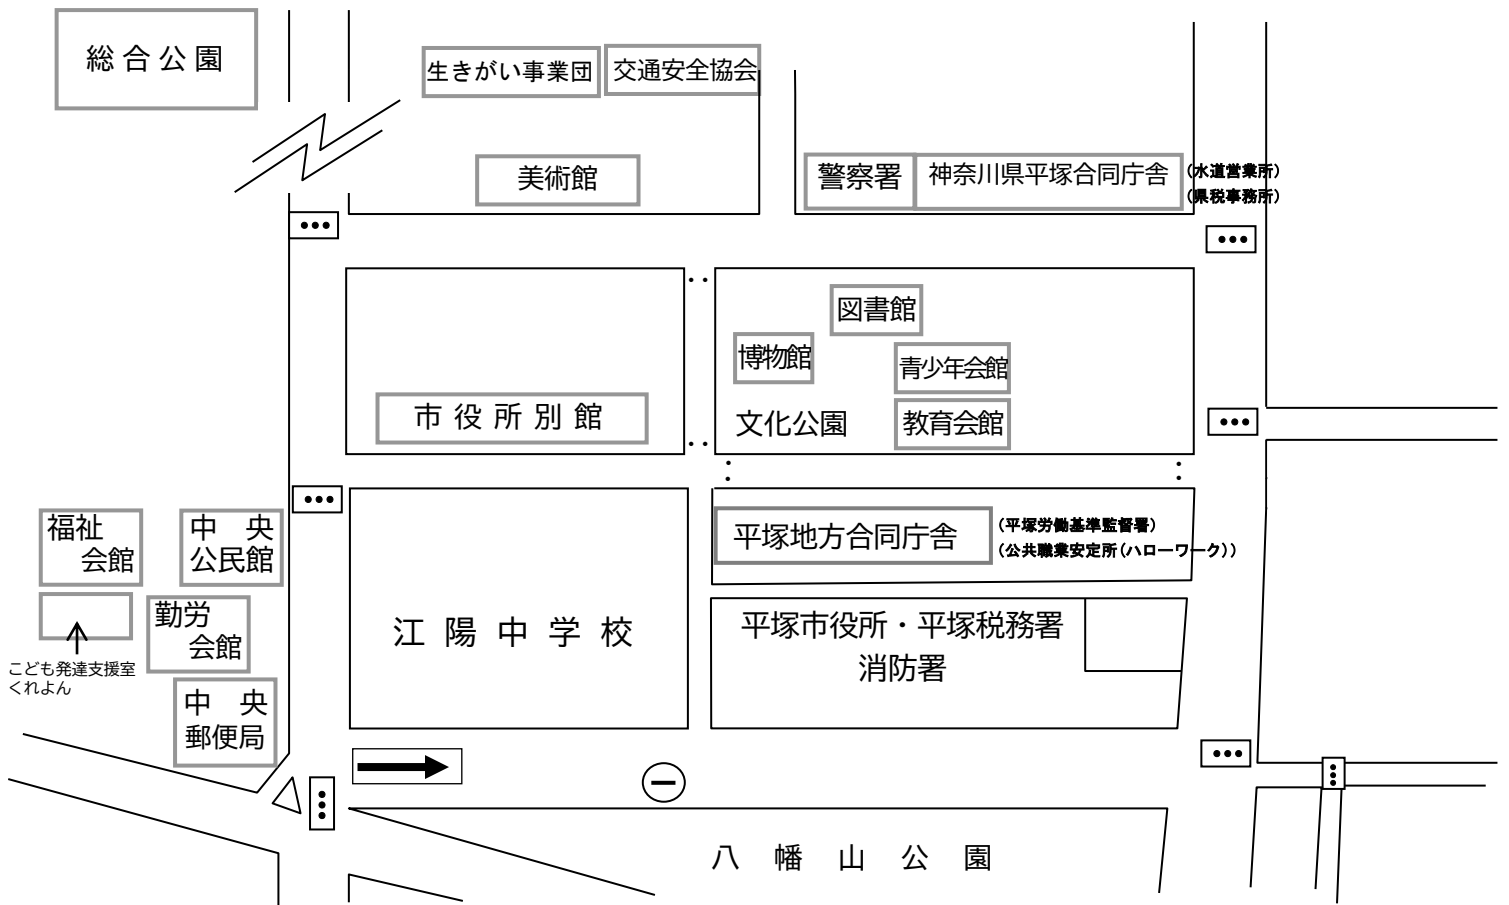 総合公園
生きがい事業団
交通安全協会
美術館
警察署
神奈川県平塚合同庁舎
(水道営業所)
(県税事務所)
図書館
博物館
青少年会館
市役所別館
文化公園
教育会館
福祉
会館
中 央
公民館
平塚地方合同庁舎
(平塚労働基準監督署)
(公共職業安定所(ハローワーク))
勤労
会館
江陽中学校
平塚市役所・平塚税務署
消防署
こども発達支援室
くれよん
中 央
郵便局
八幡山公園